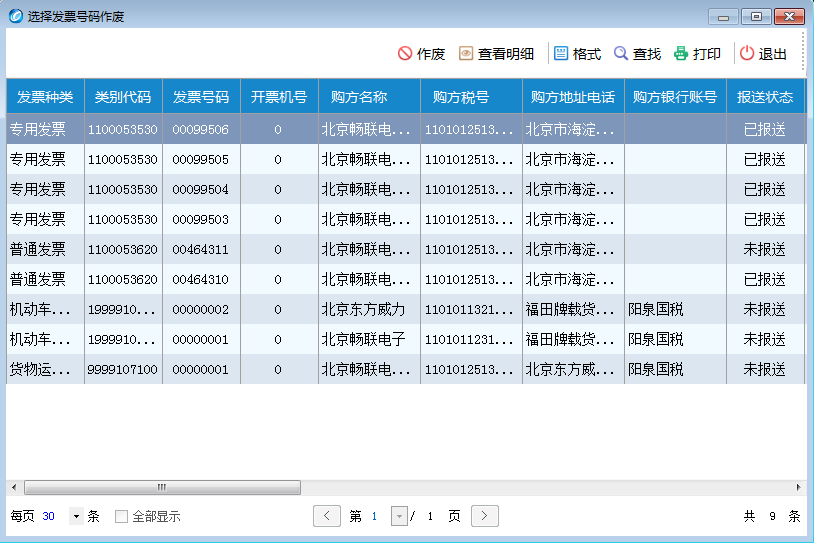 选择发票号码作废
作废 查看明细 格式 查找 打印 退出
发票种类 类别代码 发票号码 开票机号 购方名称 购方税号 购方地址电话 购方银行账号 报送状态
专用发票 1100053530 00099506 0 北京畅联电... 1101012513... 北京市海淀... 已报送
专用发票 1100053530 00099505 0 北京畅联电... 1101012513... 北京市海淀... 已报送
专用发票 1100053530 00099504 0 北京畅联电... 1101012513... 北京市海淀... 已报送
专用发票 1100053530 00099503 0 北京畅联电... 1101012513... 北京市海淀... 已报送
普通发票 1100053620 00464311 0 北京畅联电... 1101012513... 北京市海淀... 未报送
普通发票 1100053620 00464310 0 北京畅联电... 1101012513... 北京市海淀... 已报送
机动车... 1999910... 00000002 0 北京东方威力 1101011321... 福田牌载货... 阳泉国税 未报送
机动车... 1999910... 00000001 0 北京畅联电子 1101011231... 福田牌载货... 阳泉国税 未报送
货物运... 9999107100 00000001 0 北京畅联电... 1101012513... 北京东方威... 阳泉国税 未报送
每页 30 条 全部显示 第 1 / 1 页 共 9 条